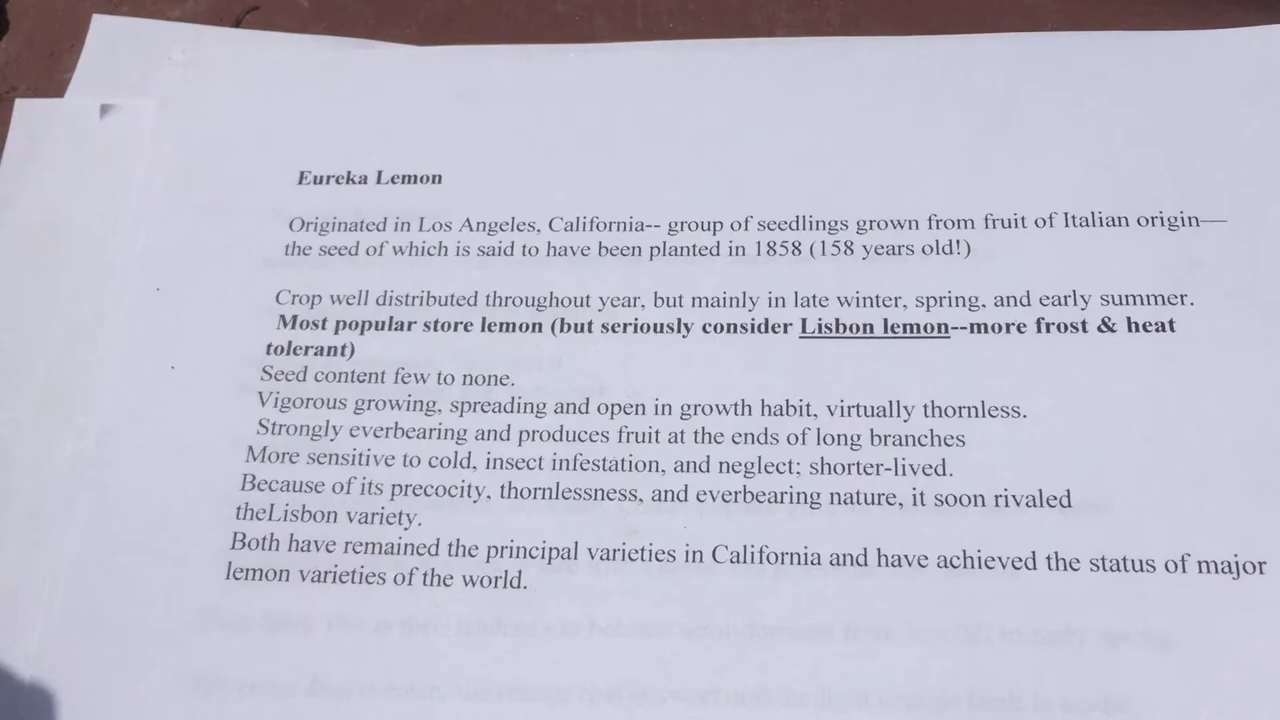 Eureka Lemon
Originated in Los Angeles, California-- group of seedlings grown from fruit of Italian origin—
the seed of which is said to have been planted in 1858 (158 years old!)
Crop well distributed throughout year, but mainly in late winter, spring, and early summer.
Most popular store lemon (but seriously consider Lisbon lemon--more frost & heat
tolerant)
Seed content few to none.
Vigorous growing, spreading and open in growth habit, virtually thornless.
Strongly everbearing and produces fruit at the ends of long branches
More sensitive to cold, insect infestation, and neglect; shorter-lived.
Because of its precocity, thornlessness, and everbearing nature, it soon rivaled
theLisbon variety.
Both have remained the principal varieties in California and have achieved the status of major
lemon varieties of the world.